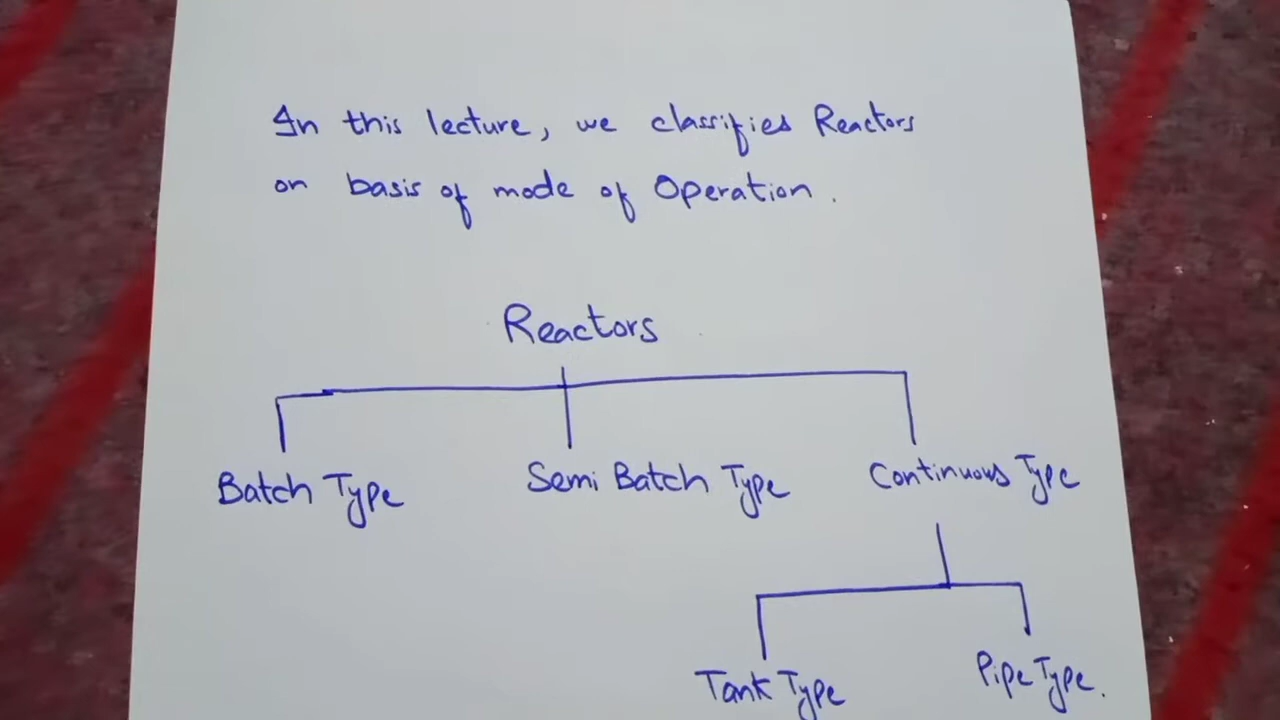 In this lecture, we classifies Reactors
on basis of mode of Operation.
Reactors
Batch Type
Semi Batch Type
Continuous Type
Tank Type
Pipe Type.